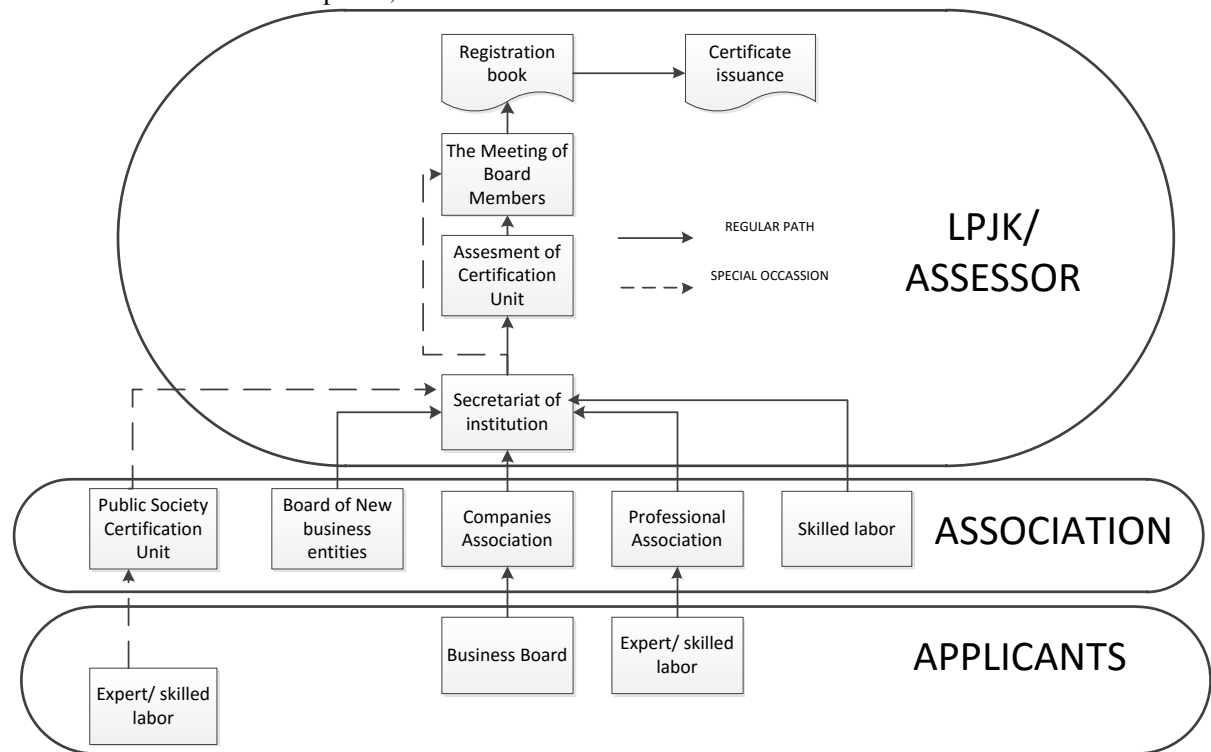 Registration
book
Certificate
issuance
The Meeting of
Board
Members
Assesment of
Certification
Unit
REGULAR PATH
SPECIAL OCCASSION
LPJK/
ASSESSOR
Secretariat of
institution
Public Society
Certification
Unit
Board of New
business
entities
Companies
Association
Professional
Association
Skilled labor
ASSOCIATION
Business Board
Expert/ skilled
labor
Expert/ skilled
labor
APPLICANTS